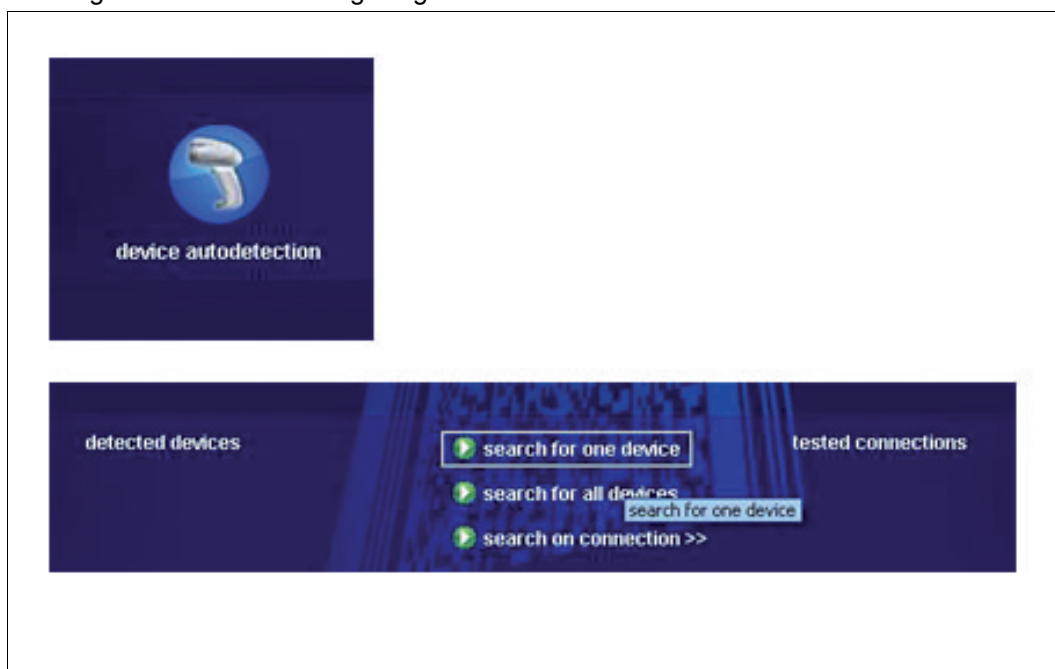 device autodetection
detected devices
search for one device
tested connections
search for all devices
search for one device
search on connection >>